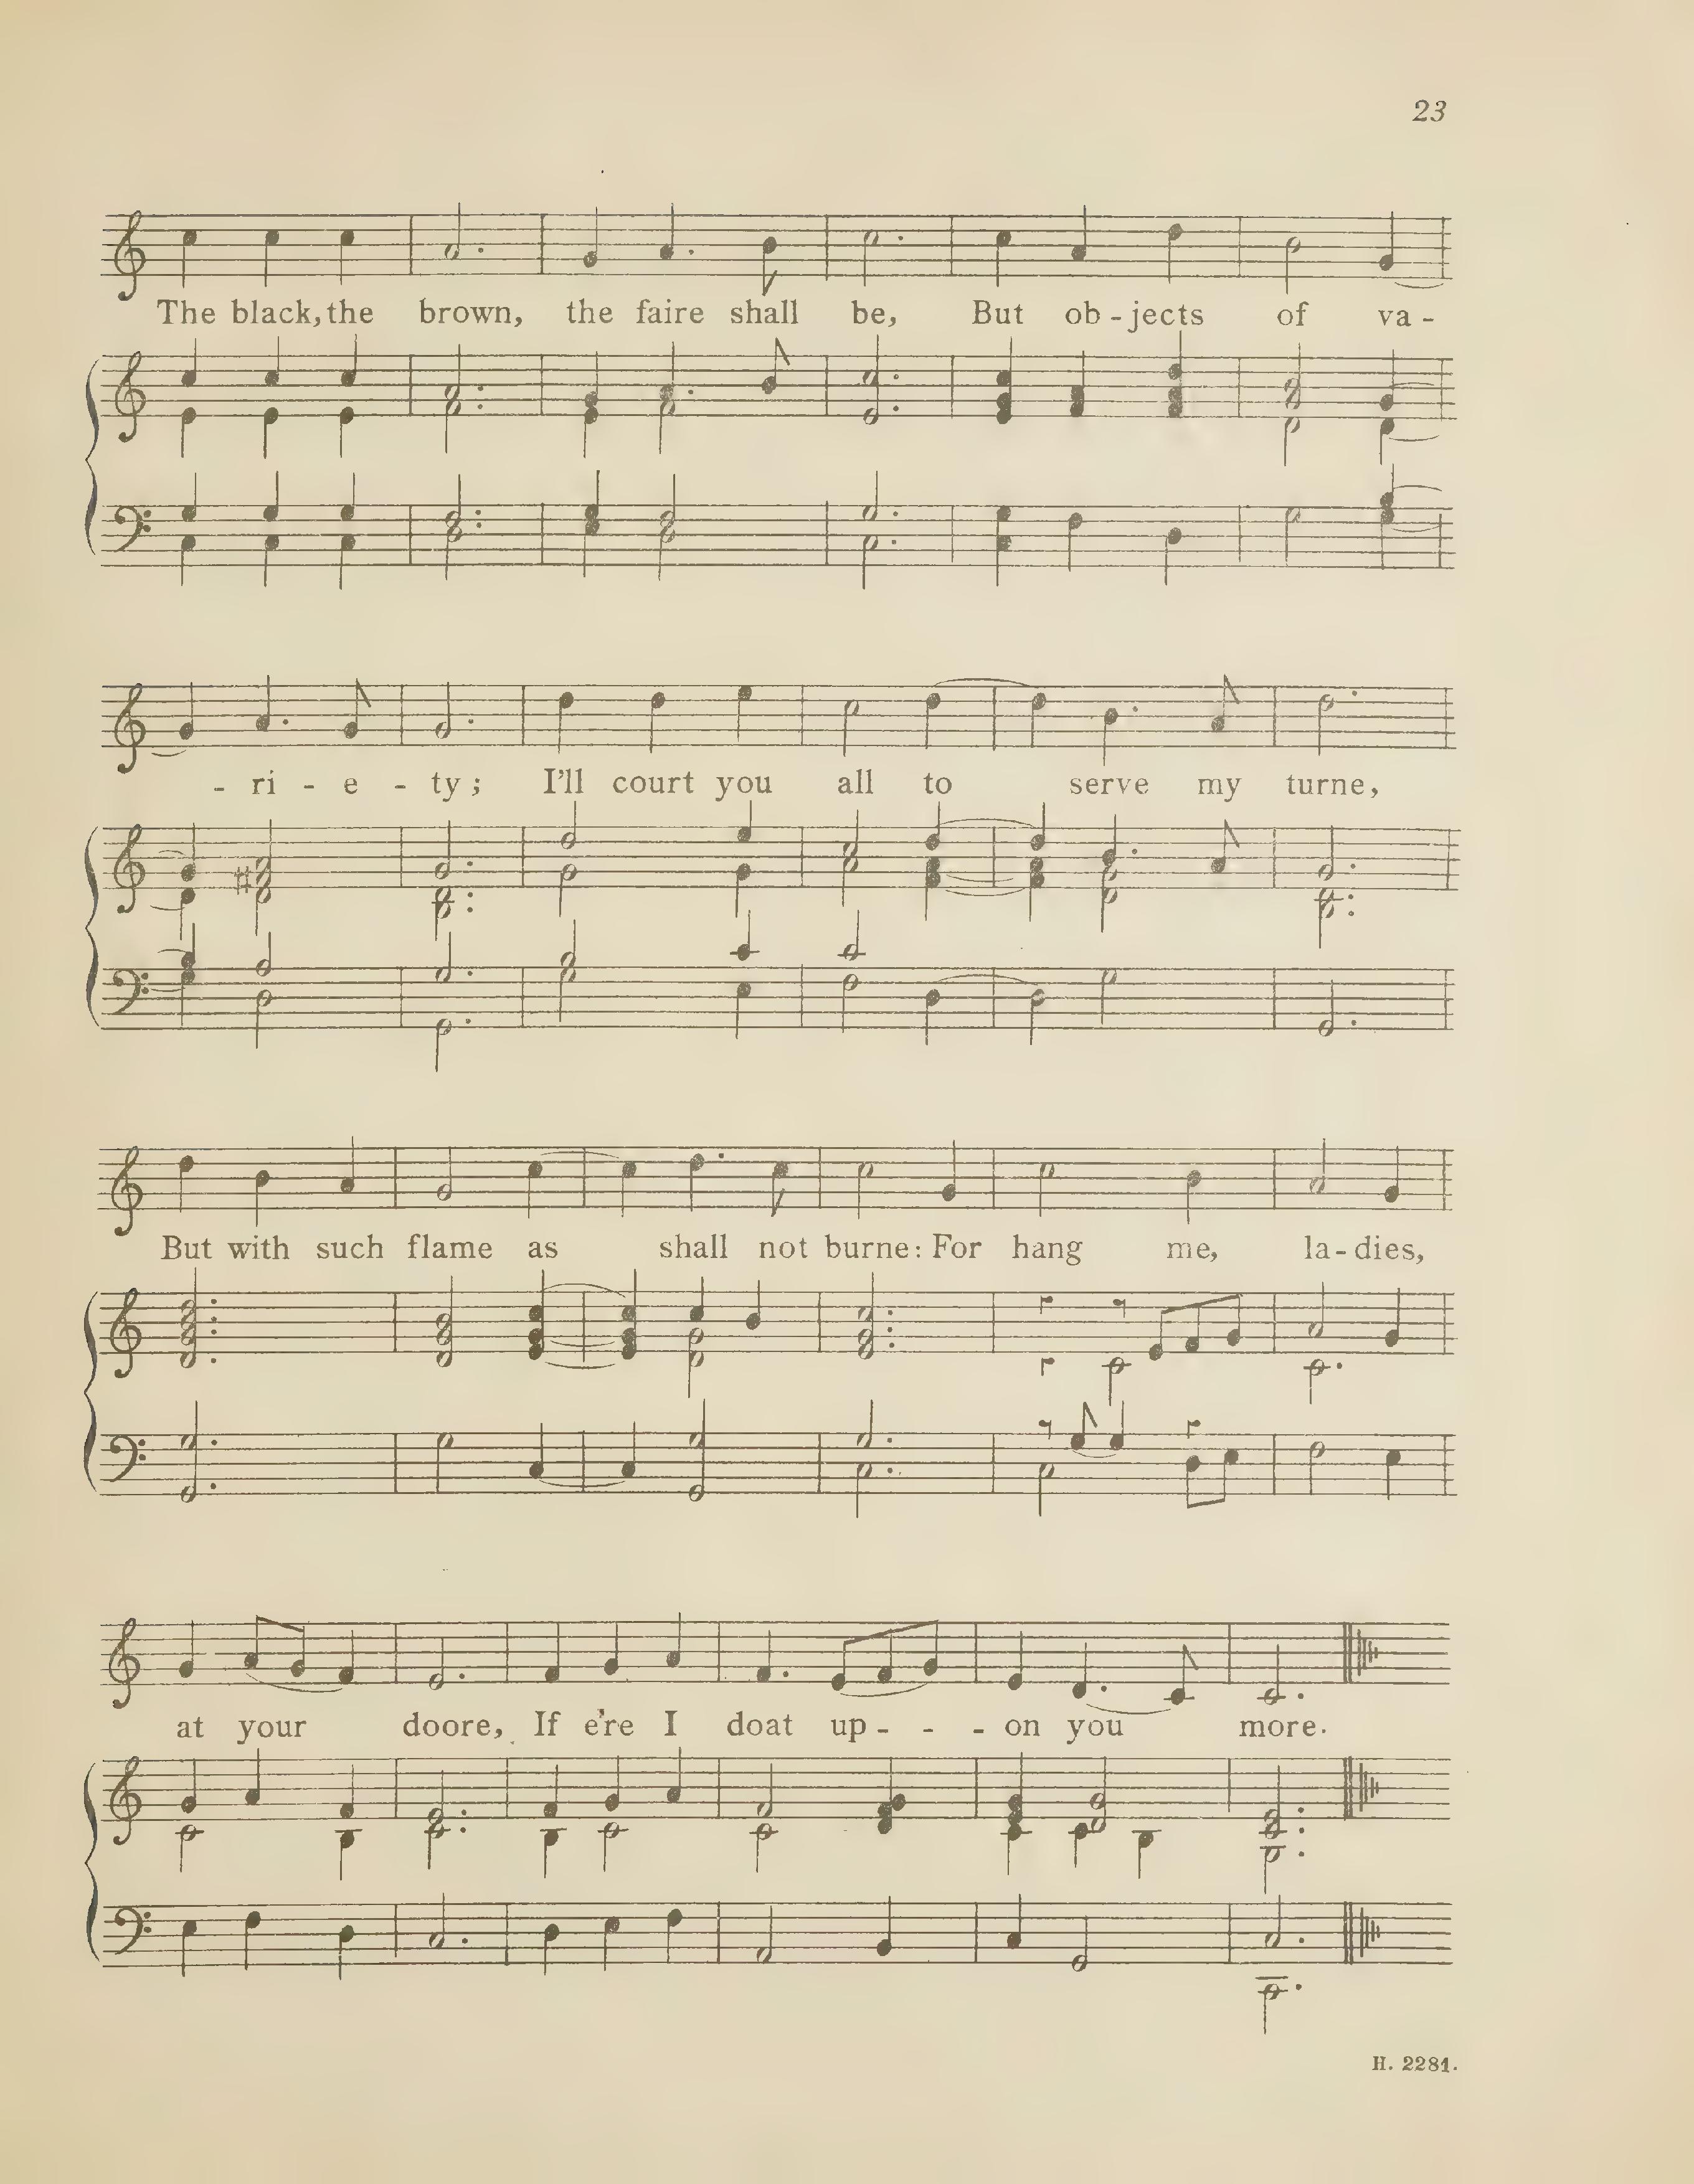 23
The black, the brown, the faire shall be, But ob - jects of va -
- ri - e - ty; I'll court you all to serve my turne,
But with such flame as shall not burne: For hang me, la - dies,
at your doore, If e're I doat up - - - on you more.
H. 2281.